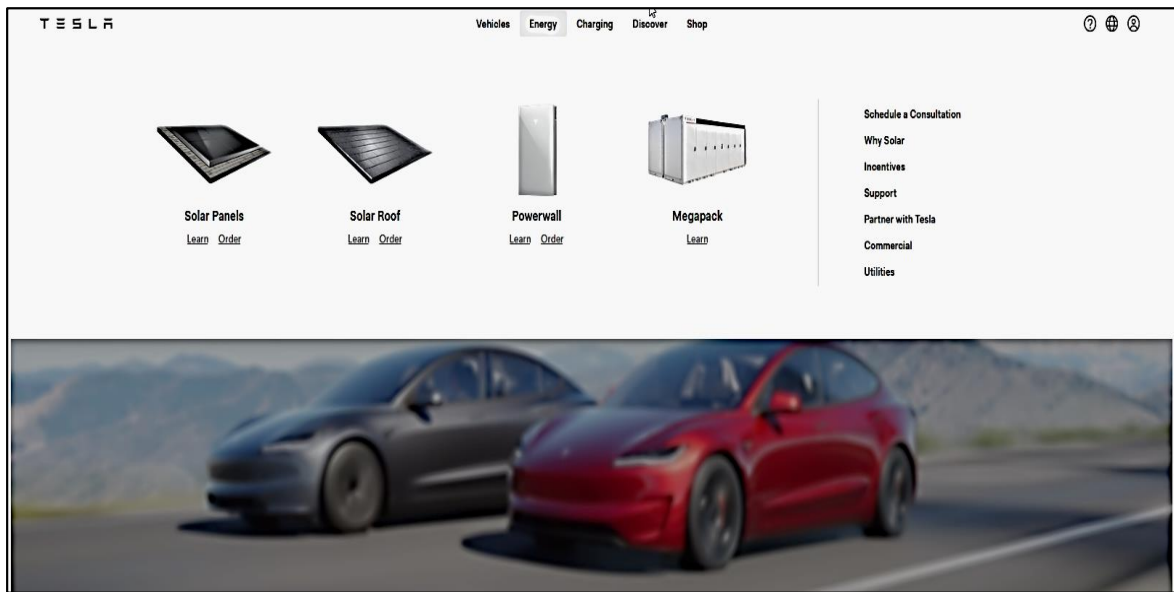 TESLA Vehicles Energy Charging Discover Shop
Solar Panels Solar Roof Powerwall Megapack
Learn Order Learn Order Learn Order Learn
Schedule a Consultation
Why Solar
Incentives
Support
Partner with Tesla
Commercial
Utilities